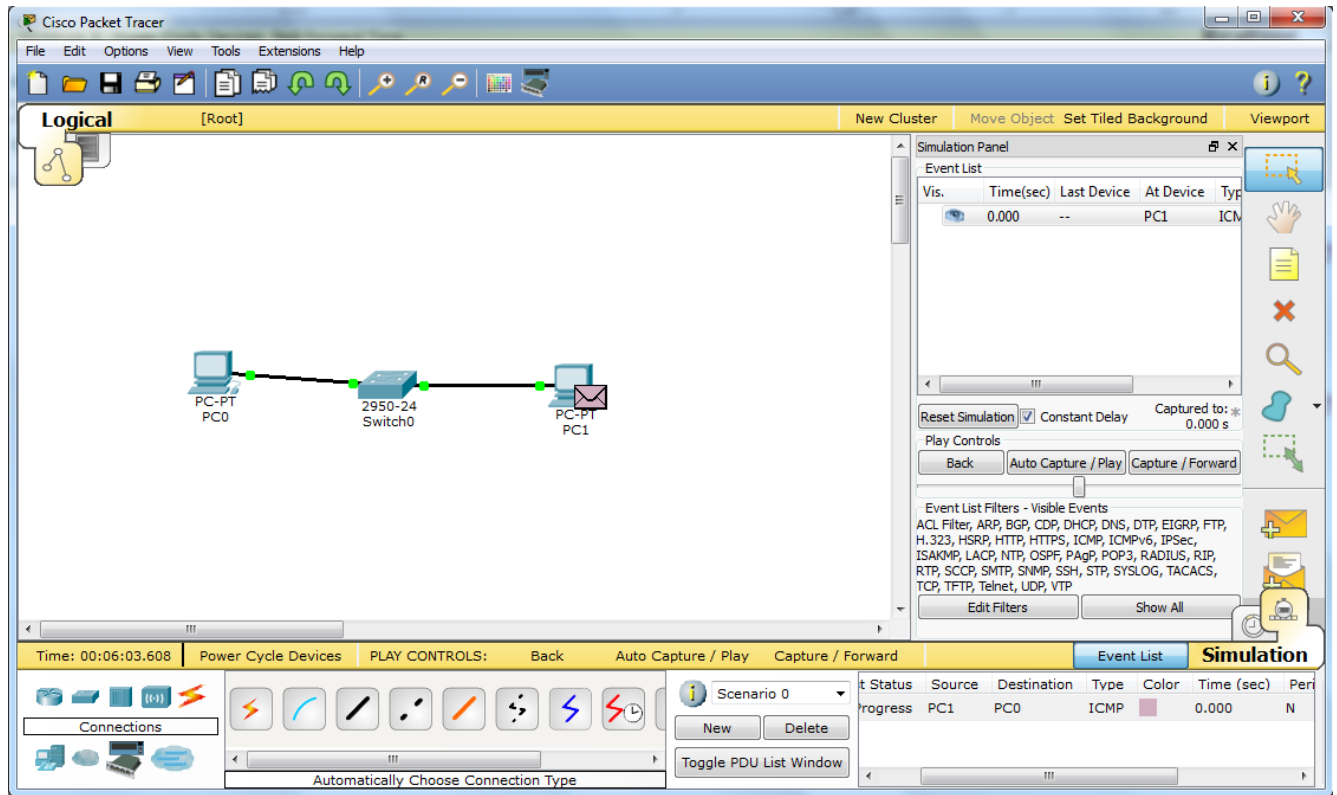 Cisco Packet Tracer
File Edit Options View Tools Extensions Help
Logical [Root] New Cluster Move Object Set Tiled Background Viewport
Simulation Panel
Event List
Vis. Time(sec) Last Device At Device Typ
0.000 -- PC1 ICM
PC-PT
PC0
2950-24
Switch0
PC-PT
PC1
Reset Simulation Constant Delay Captured to: *
0.000 s
Play Controls
Back Auto Capture / Play Capture / Forward
Event List Filters - Visible Events
ACL Filter, ARP, BGP, CDP, DHCP, DNS, DTP, EIGRP, FTP,
H.323, HSRP, HTTP, HTTPS, ICMP, ICMPv6, IPSec,
ISAKMP, LACP, NTP, OSPF, PAgP, POP3, RADIUS, RIP,
RTP, SCCP, SMTP, SNMP, SSH, STP, SYSLOG, TACACS,
TCP, TFTP, Telnet, UDP, VTP
Edit Filters Show All
Time: 00:06:03.608 Power Cycle Devices PLAY CONTROLS: Back Auto Capture / Play Capture / Forward Event List Simulation
Connections
Automatically Choose Connection Type
Scenario 0
New Delete
Toggle PDU List Window
t Status Source Destination Type Color Time (sec) Peri
Progress PC1 PC0 ICMP 0.000 N